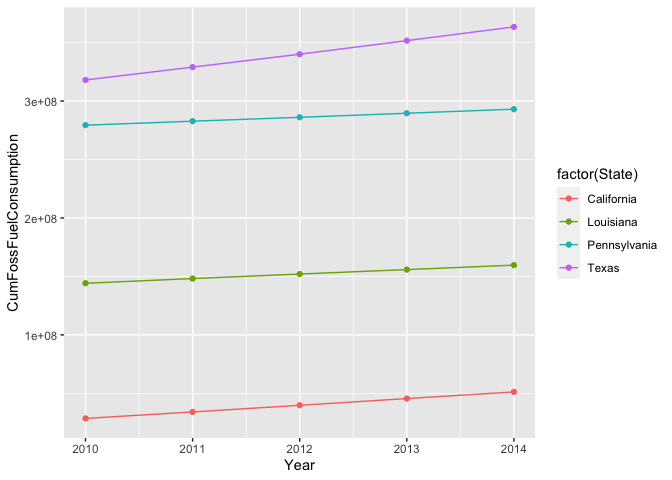 CumFossFuelConsumption
3e+08
2e+08
1e+08
2010 2011 2012 2013 2014
Year
factor(State)
California
Louisiana
Pennsylvania
Texas